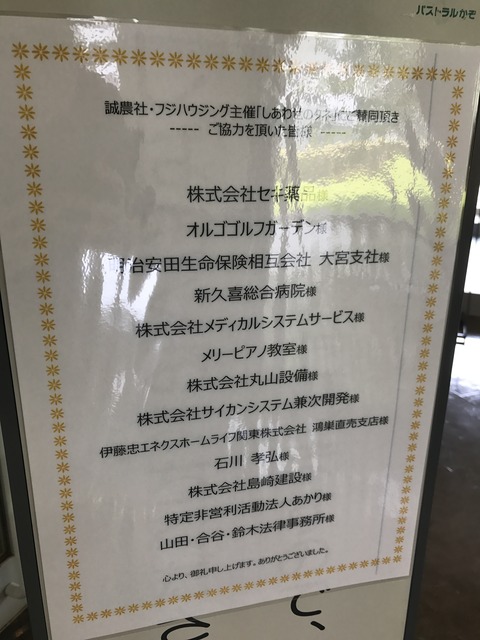 パストラルかぞ
誠農社・フジハウジング主催「しあわせのタネ」にご賛同頂き
----- ご協力を頂いた皆様 -----
株式会社セキ薬品様
オルゴゴルフガーデン様
明治安田生命保険相互会社 大宮支社様
新久喜総合病院様
株式会社メディカルシステムサービス様
メリーピアノ教室様
株式会社丸山設備様
株式会社サイカンシステム兼次開発様
伊藤忠エネクスホームライフ関東株式会社 鴻巣直売支店様
石川 孝弘様
株式会社島崎建設様
特定非営利活動法人あかり様
山田・合谷・鈴木法律事務所様
心より、御礼申し上げます。ありがとうございました。
で、